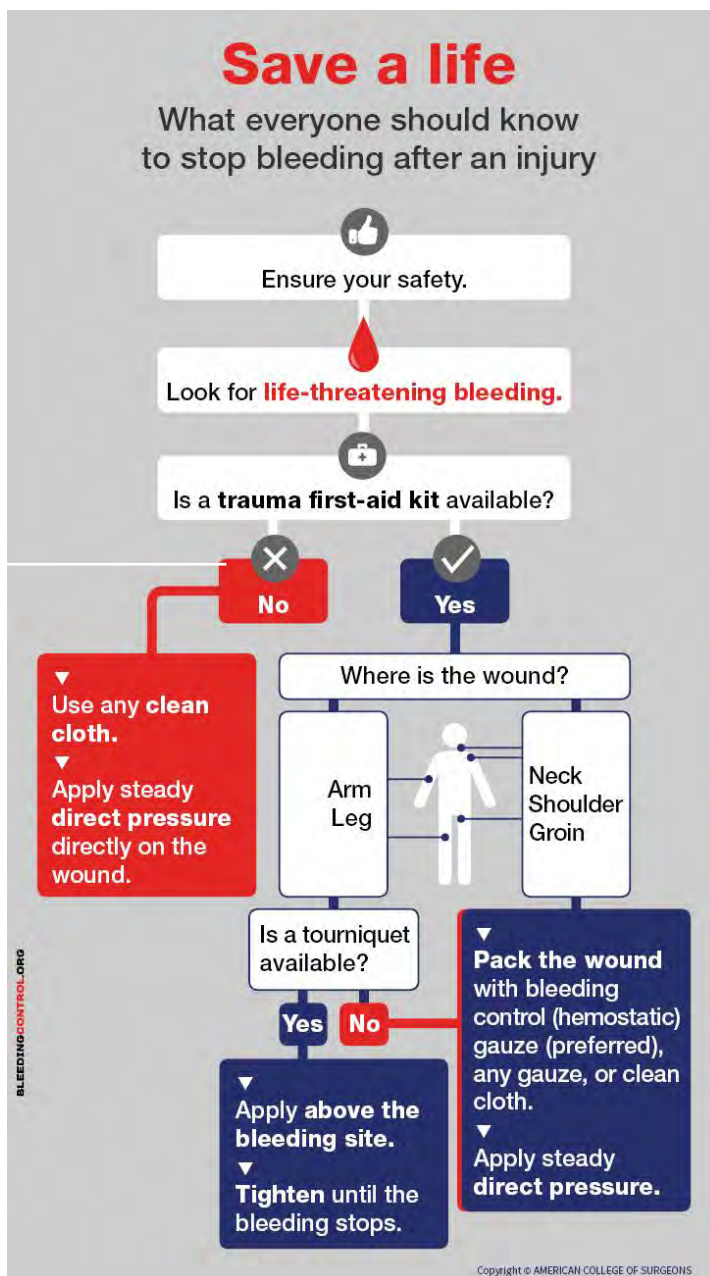 Save a life
What everyone should know
to stop bleeding after an injury
Ensure your safety.
Look for life-threatening bleeding.
Is a trauma first-aid kit available?
No
Yes
▼
Use any clean
cloth.
▼
Apply steady
direct pressure
directly on the
wound.
Where is the wound?
Arm
Leg
Neck
Shoulder
Groin
Is a tourniquet
available?
Yes
No
▼
Apply above the
bleeding site.
▼
Tighten until the
bleeding stops.
▼
Pack the wound
with bleeding
control (hemostatic)
gauze (preferred),
any gauze, or clean
cloth.
▼
Apply steady
direct pressure.
BLEEDINGCONTROL.ORG
Copyright © AMERICAN COLLEGE OF SURGEONS